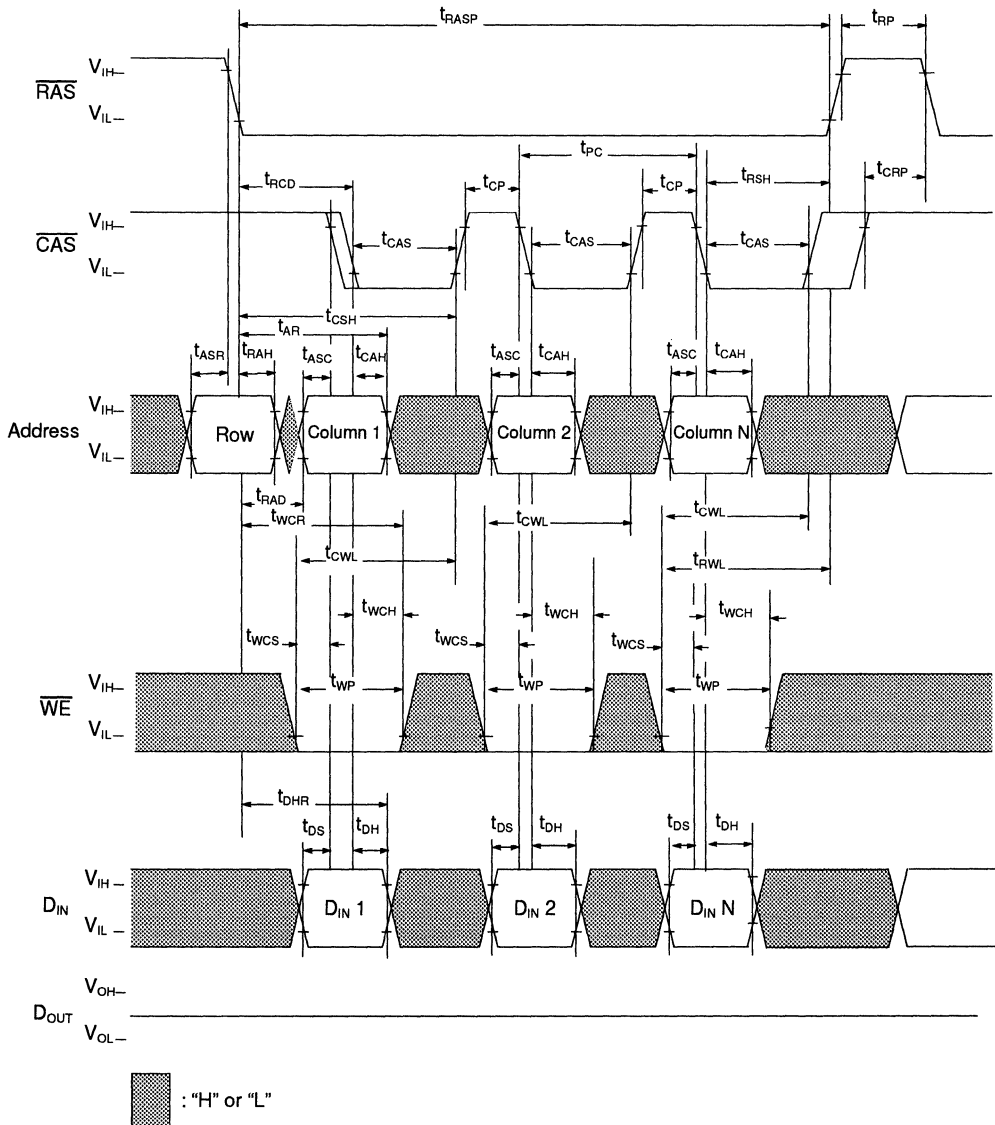 tRASP tRP
VIH
RAS
VIL
tPC
tRCD tCP tCP tRSH tCRP
VIH
CAS
VIL
tCAS tCAS tCAS
tCSH
tAR
tASR tRAH tASC tCAH tASC tCAH tASC tCAH
VIH
Address Row Column 1 Column 2 Column N
VIL
tRAD
tWCR tCWL tCWL
tCWL tRWL
tWCH tWCH tWCH
tWCS tWCS tWCS
VIH tWP tWP tWP
WE
VIL
tDHR
tDS tDH tDS tDH tDS tDH
VIH
DIN DIN 1 DIN 2 DIN N
VIL
VOH
DOUT
VOL
: “H” or “L”